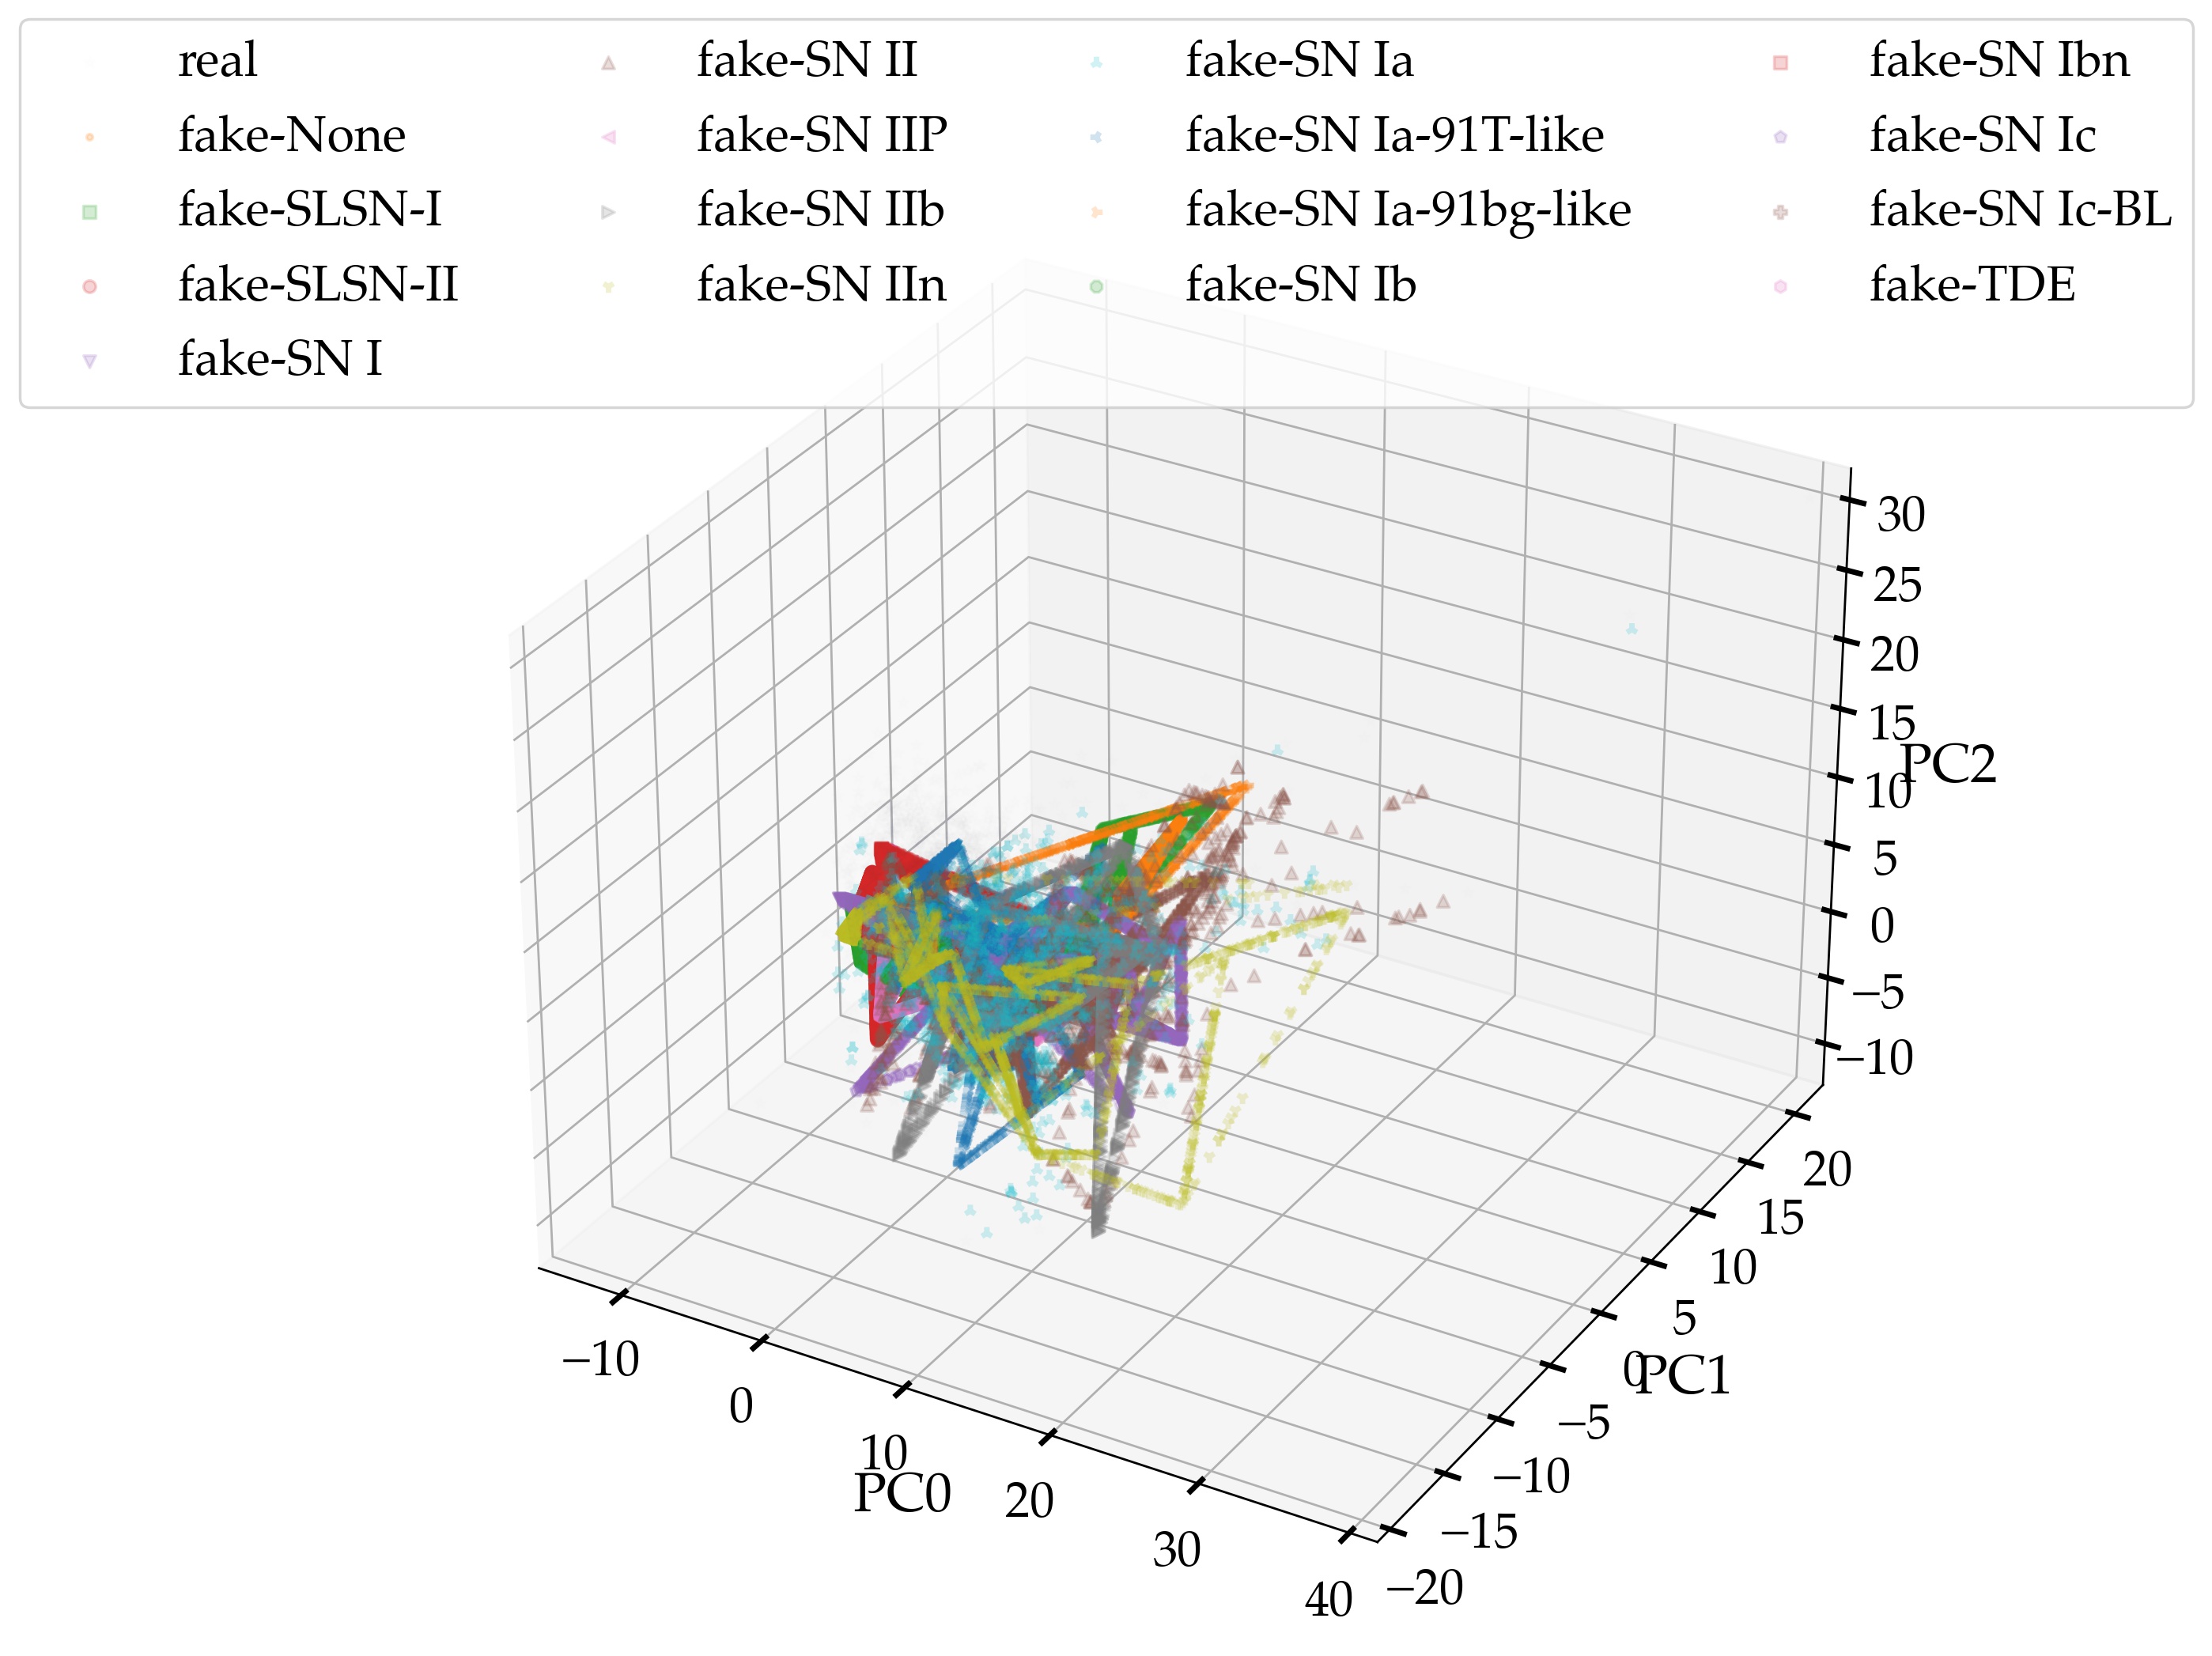 real
fake-None
fake-SLSN-I
fake-SLSN-II
fake-SN I
fake-SN II
fake-SN IIP
fake-SN IIb
fake-SN IIn
fake-SN Ia
fake-SN Ia-91T-like
fake-SN Ia-91bg-like
fake-SN Ib
fake-SN Ibn
fake-SN Ic
fake-SN Ic-BL
fake-TDE
30
25
20
15
10
5
0
−5
−10
PC2
20
15
10
5
0
−5
−10
−15
−20
PC1
−10
0
10
20
30
40
PC0